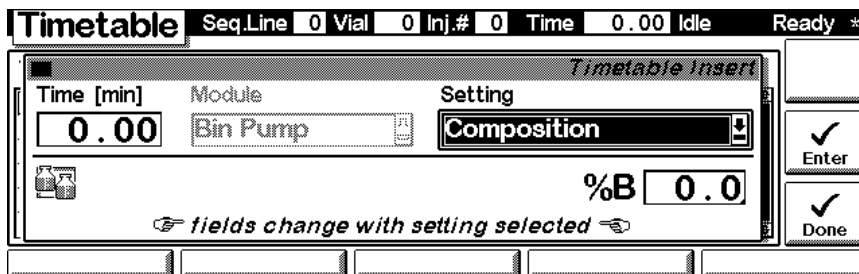 Timetable Seq.Line 0 Vial 0 Inj.# 0 Time 0.00 Idle Ready *
Timetable Insert
Time [min] Module Setting
0.00 Bin Pump Composition
Enter
%B 0.0
fields change with setting selected
Done